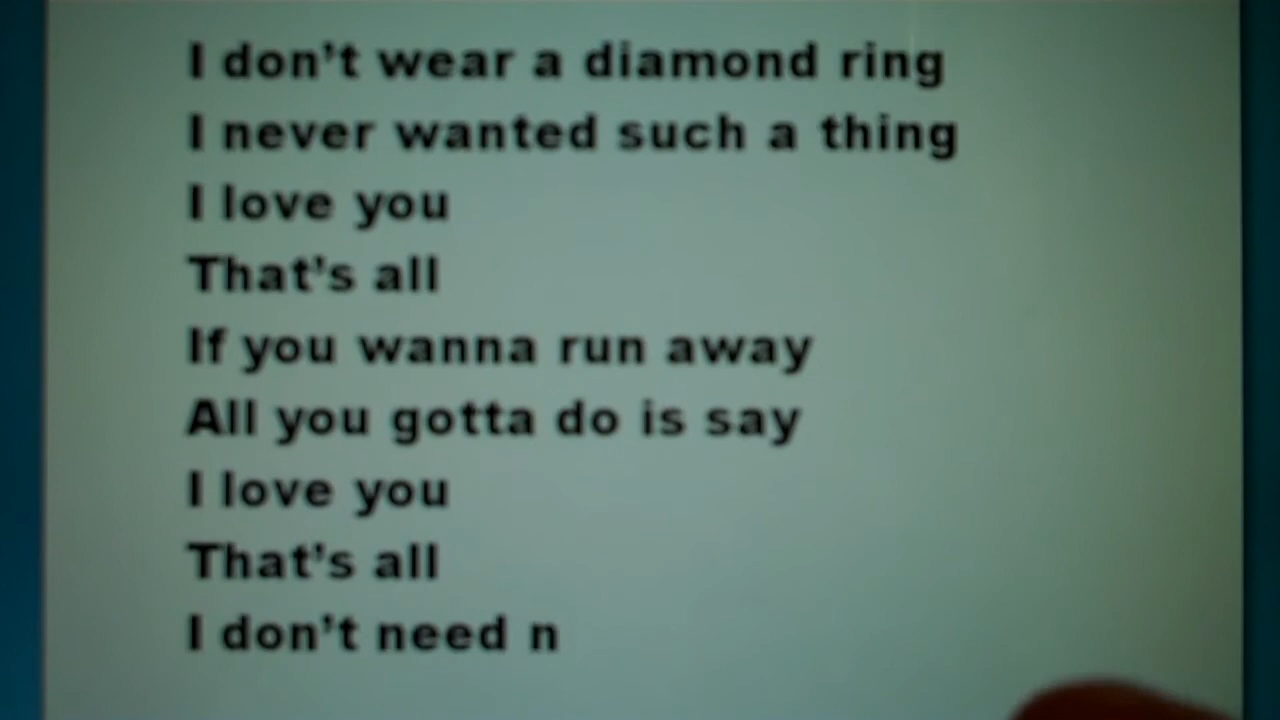 I don't wear a diamond ring
I never wanted such a thing
I love you
That's all
If you wanna run away
All you gotta do is say
I love you
That's all
I don't need n